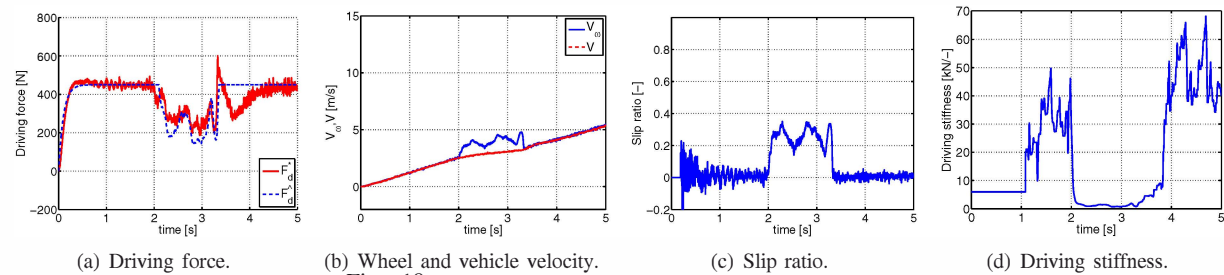 800
600
400
200
0
−200
Driving force [N]
0 1 2 3 4 5
time [s]
F*d
F^d
(a) Driving force.
15
10
5
0
Vω,V [m/s]
0 1 2 3 4 5
time [s]
Vω
V
(b) Wheel and vehicle velocity.
0.8
0.6
0.4
0.2
0
−0.2
Slip ratio [−]
0 1 2 3 4 5
time [s]
(c) Slip ratio.
70
60
50
40
30
20
10
0
Driving stiffness [kN/−]
0 1 2 3 4 5
time [s]
(d) Driving stiffness.